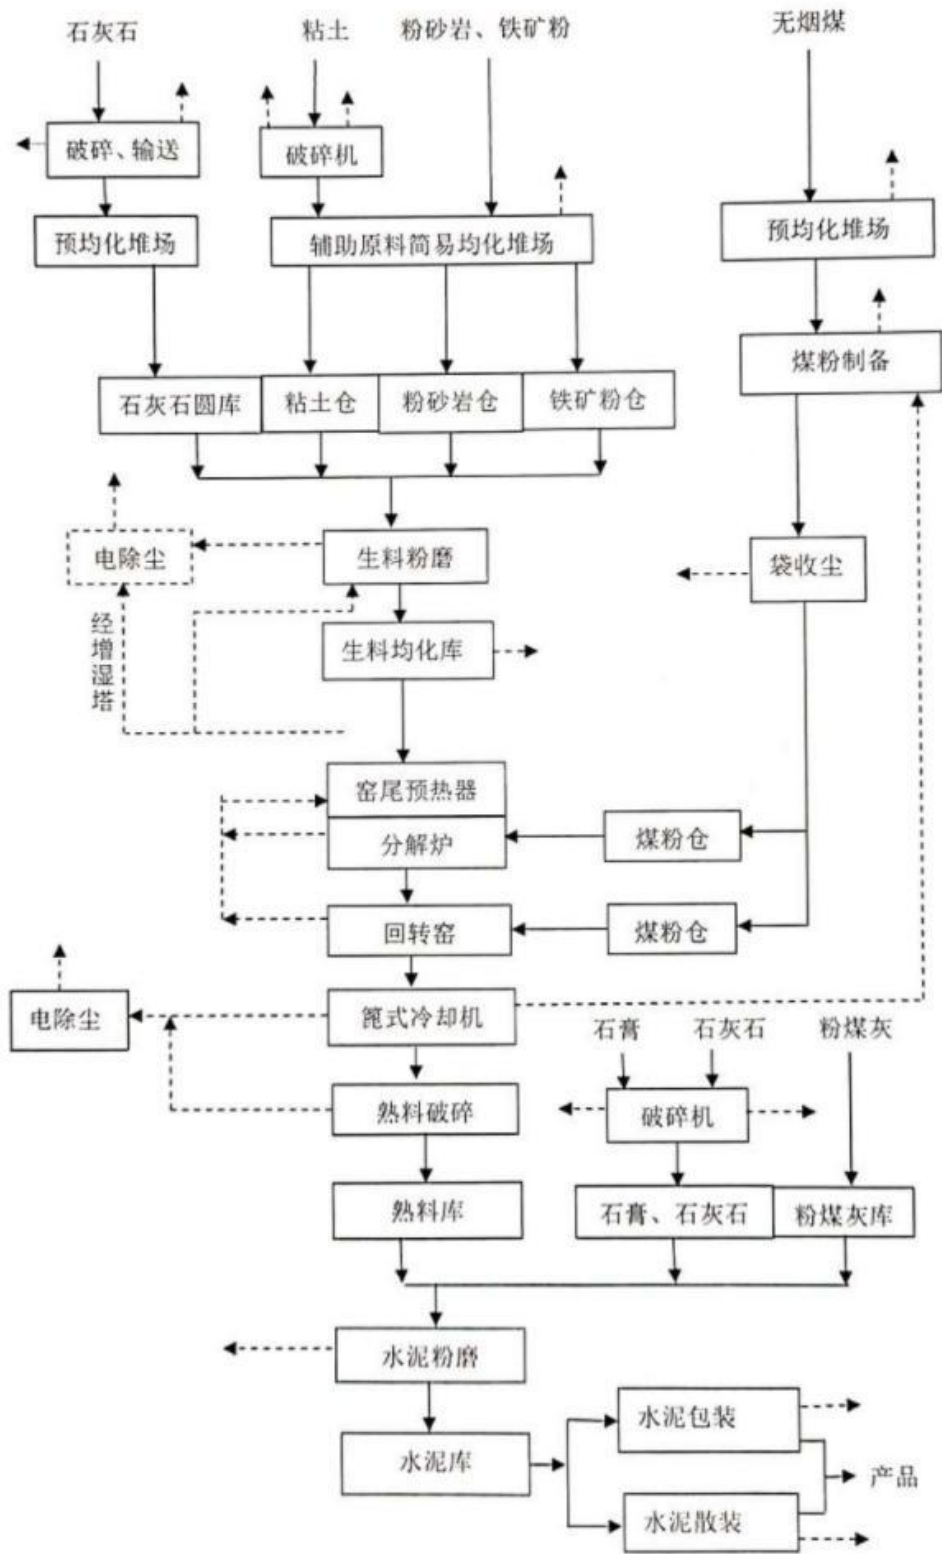 石灰石
粘土
粉砂岩、铁矿粉
无烟煤
破碎、输送
破碎机
预均化堆场
辅助原料简易均化堆场
预均化堆场
煤粉制备
石灰石圆库
粘土仓
粉砂岩仓
铁矿粉仓
电除尘
生料粉磨
袋收尘
经增湿塔
生料均化库
窑尾预热器
分解炉
煤粉仓
回转窑
煤粉仓
电除尘
篦式冷却机
石膏
石灰石
粉煤灰
熟料破碎
破碎机
熟料库
石膏、石灰石
粉煤灰库
水泥粉磨
水泥包装
水泥库
产品
水泥散装